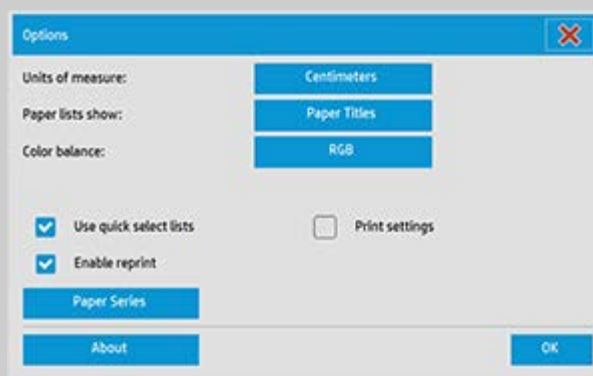 Options
Units of measure: Centimeters
Paper lists show: Paper Titles
Color balance: RGB
Use quick select lists Print settings
Enable reprint
Paper Series
About OK